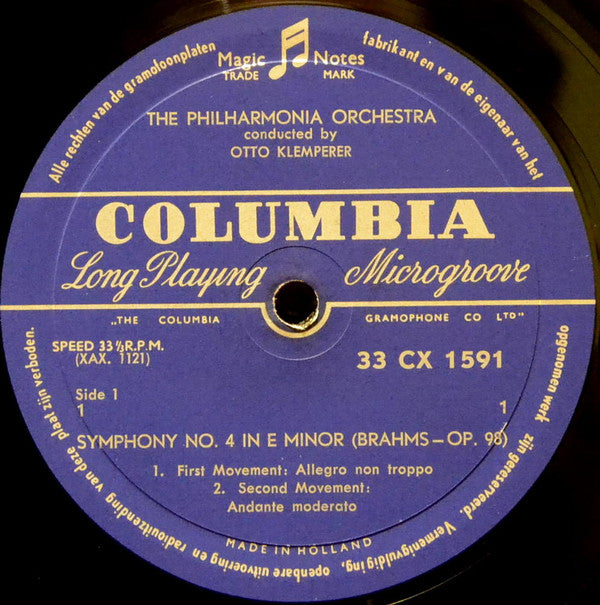 Alle rechten van de gramofoonplaten
fabrikant en van de eigenaar van het
opgenomen werk zijn gereserveerd. Vermenigvuldiging,
openbare uitvoering en radiouitzending van deze plaat zijn verboden.
Magic Notes
TRADE MARK
THE PHILHARMONIA ORCHESTRA
conducted by
OTTO KLEMPERER
COLUMBIA
Long Playing Microgroove
„THE COLUMBIA GRAMOPHONE CO LTD"
SPEED 33⅓ R.P.M.
(XAX. 1121)
33 CX 1591
Side 1
1 1
SYMPHONY NO. 4 IN E MINOR (BRAHMS – OP. 98)
1. First Movement: Allegro non troppo
2. Second Movement:
Andante moderato
MADE IN HOLLAND